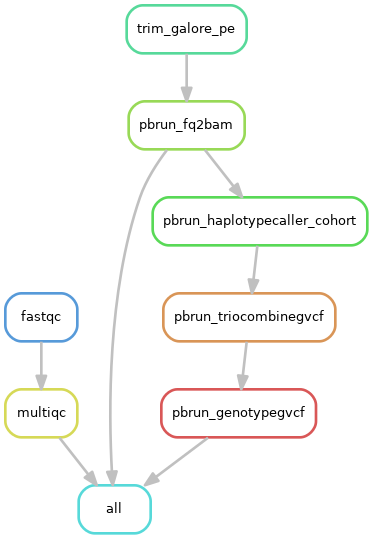 trim_galore_pe
pbrun_fq2bam
pbrun_haplotypecaller_cohort
fastqc
pbrun_triocombinegvcf
multiqc
pbrun_genotypegvcf
all